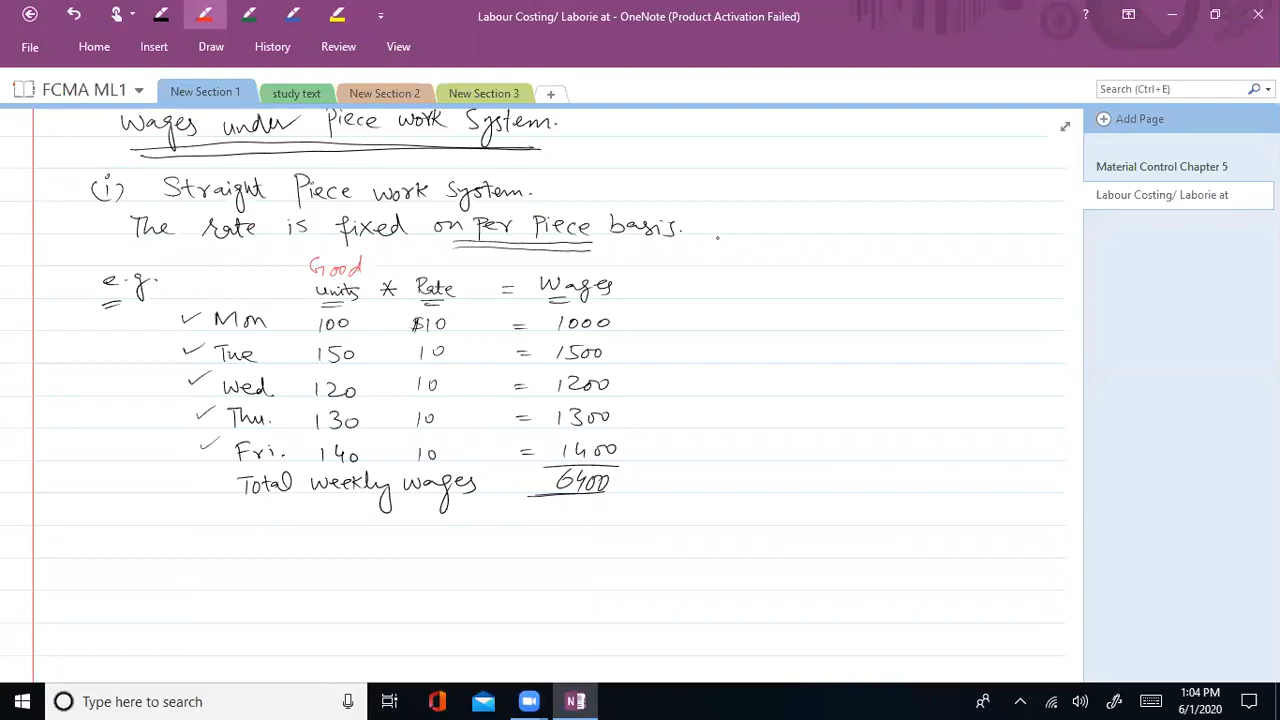 Labour Costing/ Laborie at - OneNote (Product Activation Failed)
File Home Insert Draw History Review View
FCMA ML1 New Section 1 study text New Section 2 New Section 3
Search (Ctrl+E)
Add Page
Material Control Chapter 5
Labour Costing/ Laborie at
Wages under Piece work System.
(i) Straight Piece work System.
The rate is fixed on per piece basis.
Good
e.g. units * Rate = Wages
Mon 100 $10 = 1000
Tue 150 10 = 1500
Wed. 120 10 = 1200
Thu. 130 10 = 1300
Fri. 140 10 = 1400
Total weekly wages 6400
Type here to search
1:04 PM
6/1/2020